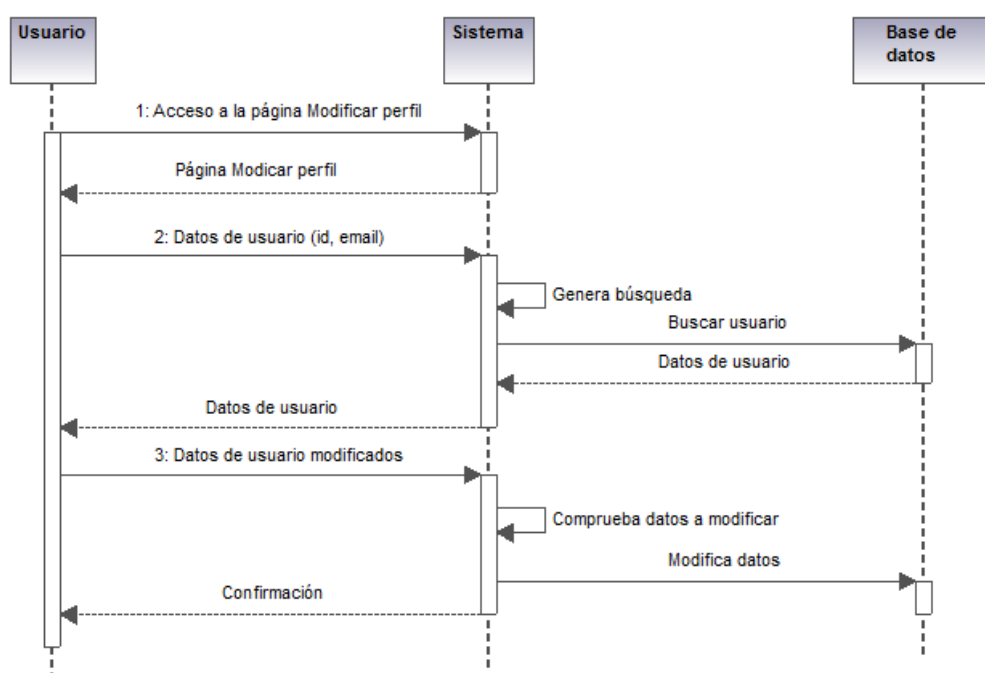 Usuario
Sistema
Base de
datos
1: Acceso a la página Modificar perfil
Página Modicar perfil
2: Datos de usuario (id, email)
Genera búsqueda
Buscar usuario
Datos de usuario
Datos de usuario
3: Datos de usuario modificados
Comprueba datos a modificar
Modifica datos
Confirmación